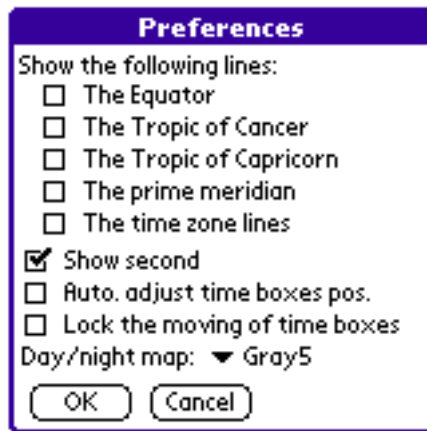 Preferences
Show the following lines:
The Equator
The Tropic of Cancer
The Tropic of Capricorn
The prime meridian
The time zone lines
Show second
Auto. adjust time boxes pos.
Lock the moving of time boxes
Day/night map: Gray5
OK Cancel